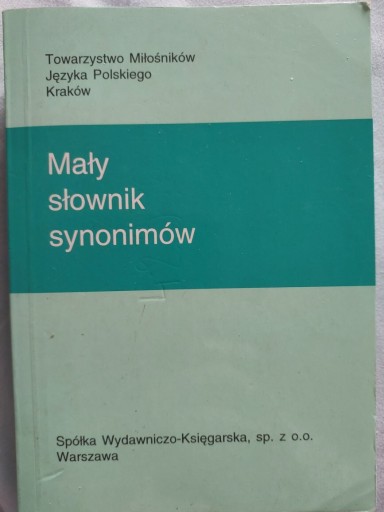 Towarzystwo Miłośników
Języka Polskiego
Kraków
Mały
słownik
synonimów
Spółka Wydawniczo-Księgarska, sp. z o.o.
Warszawa